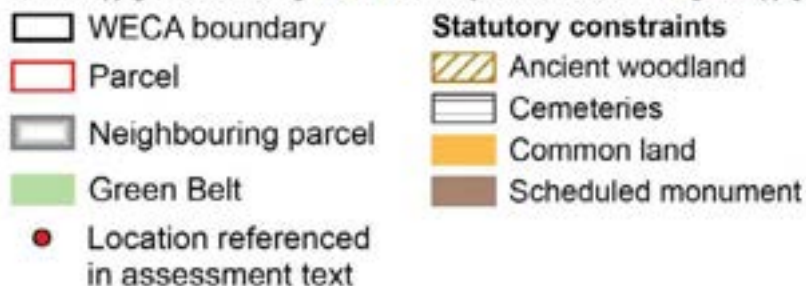 WECA boundary
Parcel
Neighbouring parcel
Green Belt
Location referenced
in assessment text
Statutory constraints
Ancient woodland
Cemeteries
Common land
Scheduled monument